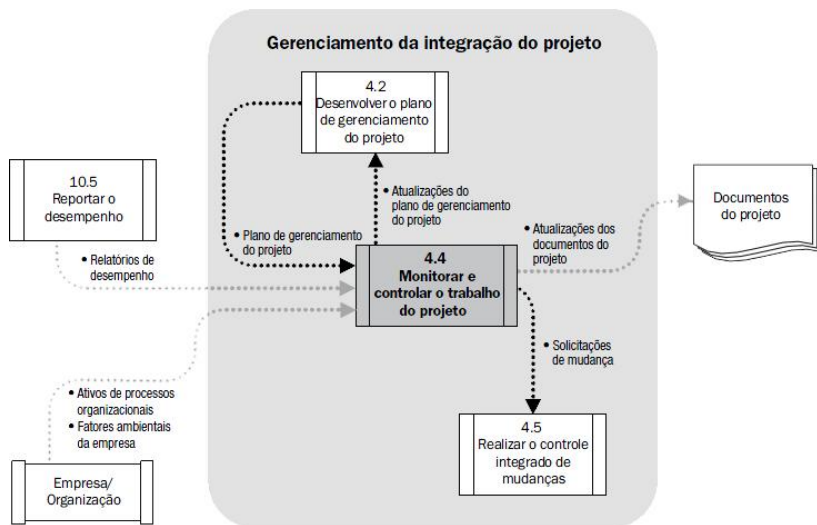 Gerenciamento da integração do projeto
4.2
Desenvolver o plano
de gerenciamento
do projeto
10.5
Reportar o
desempenho
• Atualizações do
plano de gerenciamento
do projeto
Documentos
do projeto
• Plano de gerenciamento
do projeto
• Atualizações dos
documentos do
projeto
• Relatórios de
desempenho
4.4
Monitorar e
controlar o trabalho
do projeto
• Solicitações
de mudança
• Ativos de processos
organizacionais
• Fatores ambientais
da empresa
4.5
Realizar o controle
integrado de
mudanças
Empresa/
Organização